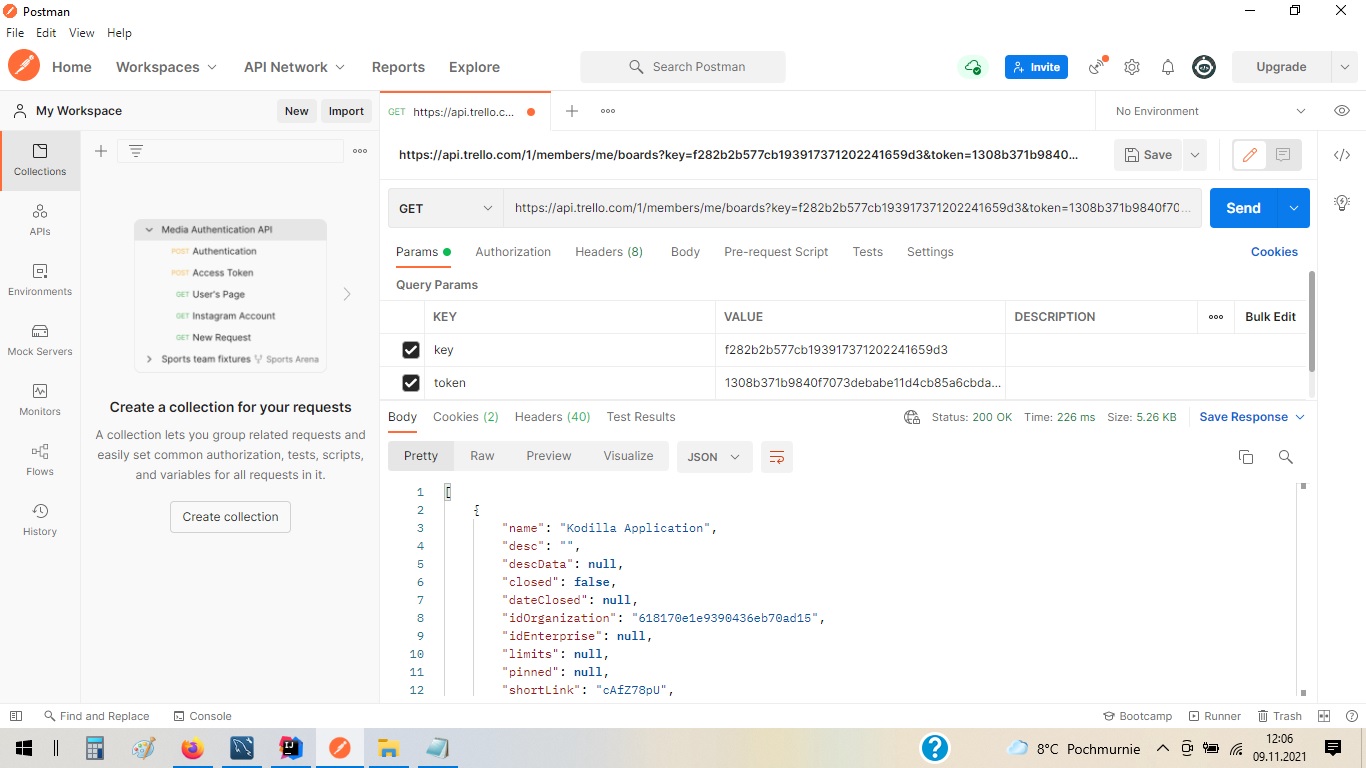 Postman
File Edit View Help
Home Workspaces API Network Reports Explore Search Postman Invite Upgrade
My Workspace New Import GET https://api.trello.c... No Environment
Collections
APIs
Environments
Mock Servers
Monitors
Flows
History
Media Authentication API
POST Authentication
POST Access Token
GET User's Page
GET Instagram Account
GET New Request
Sports team fixtures Sports Arena
Create a collection for your requests
A collection lets you group related requests and
easily set common authorization, tests, scripts,
and variables for all requests in it.
Create collection
https://api.trello.com/1/members/me/boards?key=f282b2b577cb193917371202241659d3&token=1308b371b9840... Save
GET https://api.trello.com/1/members/me/boards?key=f282b2b577cb193917371202241659d3&token=1308b371b9840f70... Send
Params Authorization Headers (8) Body Pre-request Script Tests Settings Cookies
Query Params
KEY VALUE DESCRIPTION Bulk Edit
key f282b2b577cb193917371202241659d3
token 1308b371b9840f7073debabe11d4cb85a6cbda...
Body Cookies (2) Headers (40) Test Results Status: 200 OK Time: 226 ms Size: 5.26 KB Save Response
Pretty Raw Preview Visualize JSON
1 [
2 {
3 "name": "Kodilla Application",
4 "desc": "",
5 "descData": null,
6 "closed": false,
7 "dateClosed": null,
8 "idOrganization": "618170e1e9390436eb70ad15",
9 "idEnterprise": null,
10 "limits": null,
11 "pinned": null,
12 "shortLink": "cAfZ78pU",
Find and Replace Console Bootcamp Runner Trash
8°C Pochmurnie 12:06
09.11.2021